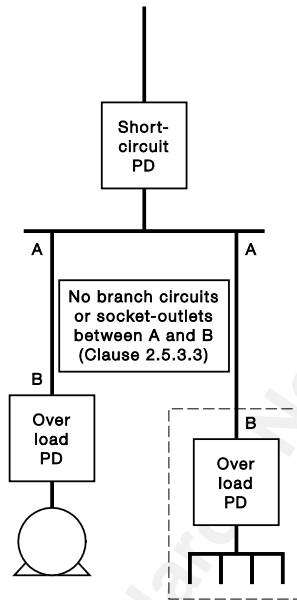 Short-
circuit
PD
A
A
No branch circuits
or socket-outlets
between A and B
(Clause 2.5.3.3)
B
Over
load
PD
B
Over
load
PD